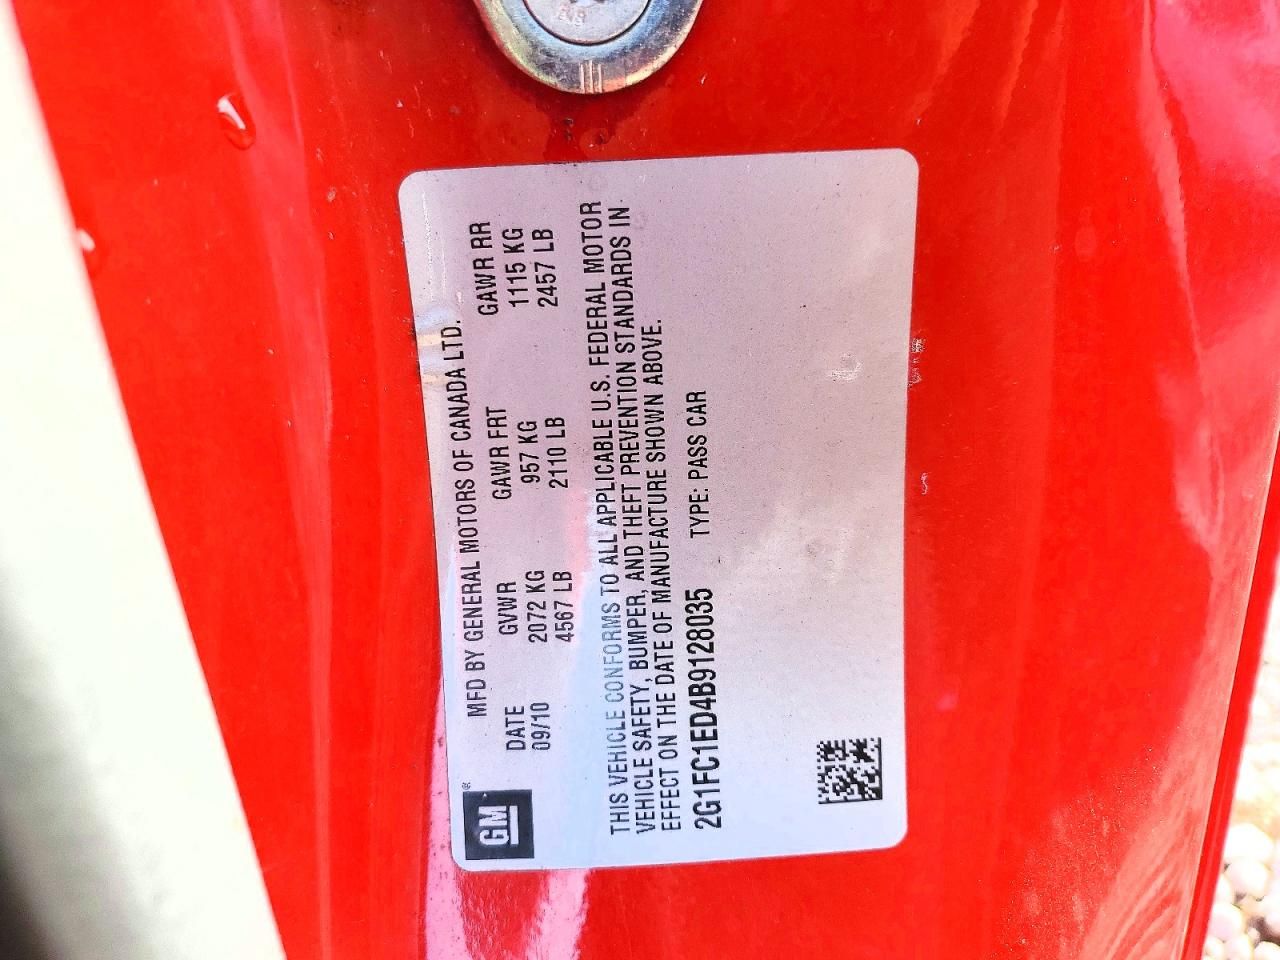 MFD BY GENERAL MOTORS OF CANADA LTD.
DATE GVWR GAWR FRT GAWR RR
09/10 2072 KG 957 KG 1115 KG
4567 LB 2110 LB 2457 LB
GM®
THIS VEHICLE CONFORMS TO ALL APPLICABLE U.S. FEDERAL MOTOR
VEHICLE SAFETY, BUMPER, AND THEFT PREVENTION STANDARDS IN
EFFECT ON THE DATE OF MANUFACTURE SHOWN ABOVE.
2G1FC1ED4B9128035 TYPE: PASS CAR